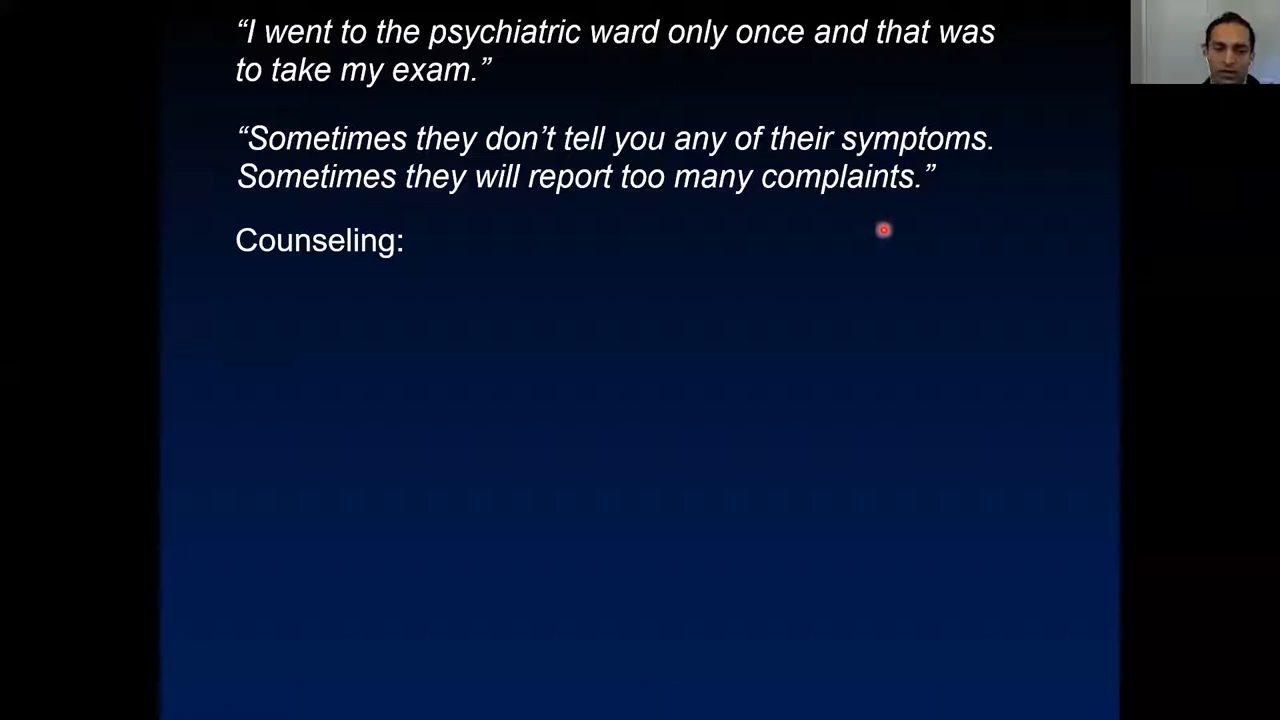 “I went to the psychiatric ward only once and that was
to take my exam.”
“Sometimes they don’t tell you any of their symptoms.
Sometimes they will report too many complaints.”
Counseling: